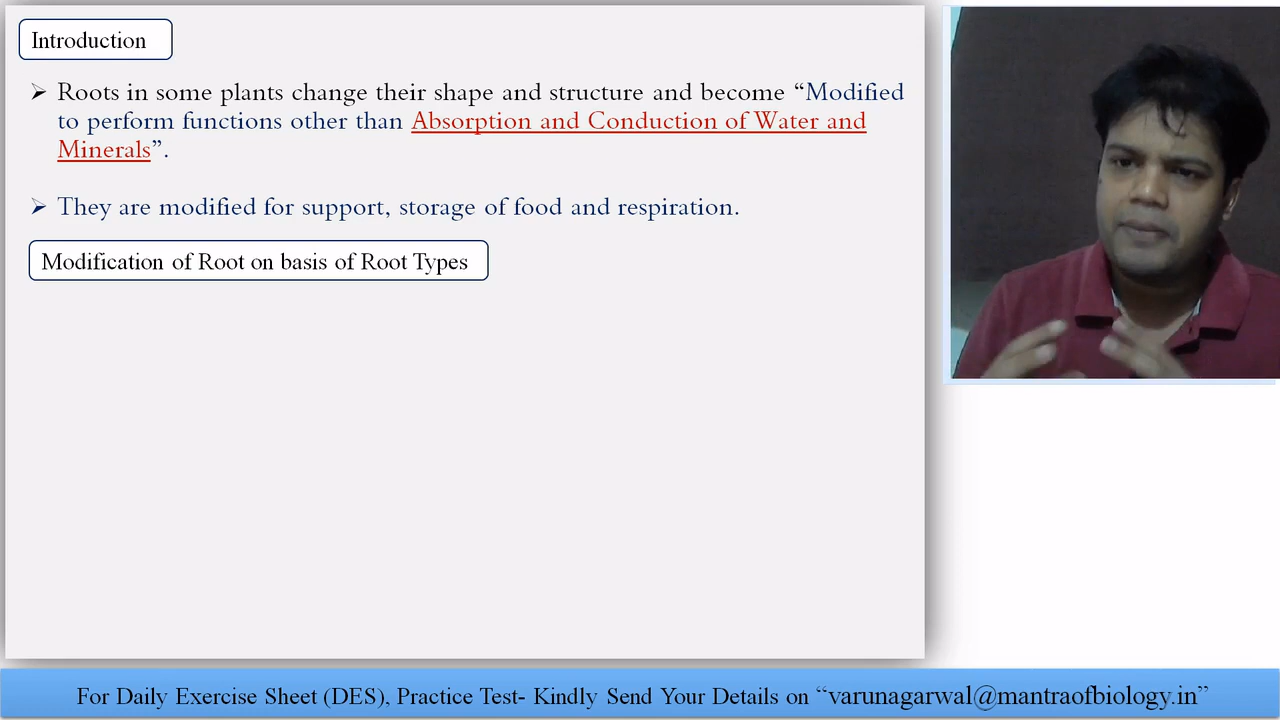 Introduction
➢ Roots in some plants change their shape and structure and become “Modified
to perform functions other than Absorption and Conduction of Water and
Minerals”.
➢ They are modified for support, storage of food and respiration.
Modification of Root on basis of Root Types
For Daily Exercise Sheet (DES), Practice Test- Kindly Send Your Details on “varunagarwal@mantraofbiology.in”